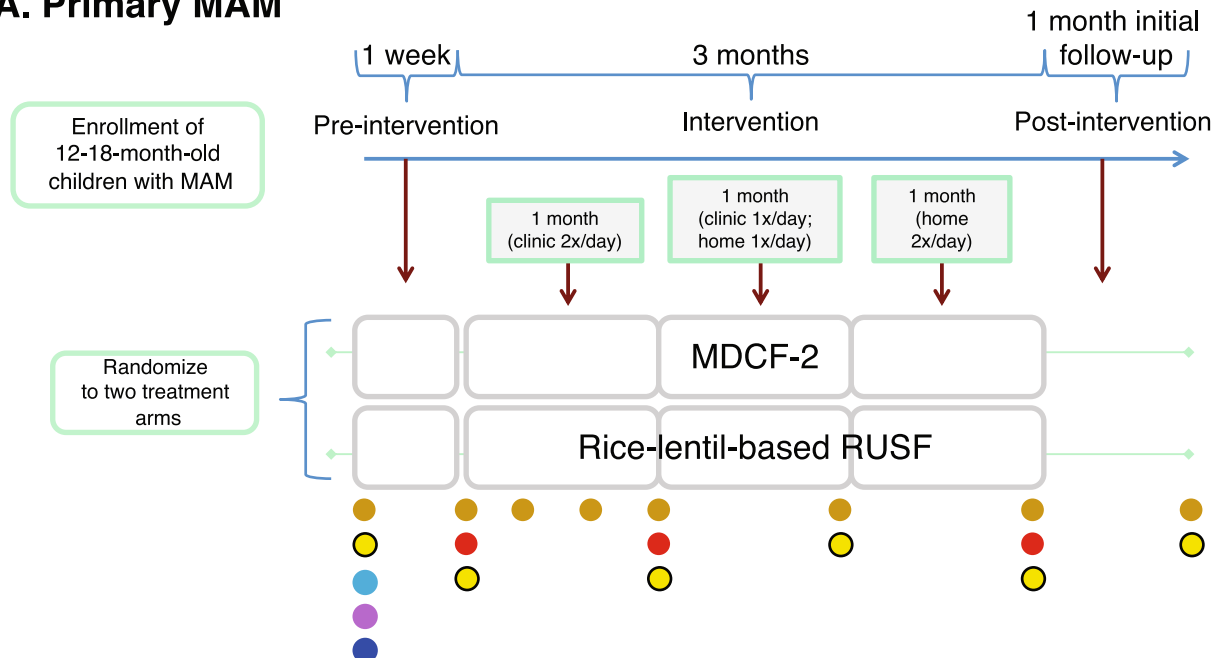 A. Primary MAM
1 month initial
1 week
3 months
follow-up
Enrollment of
12-18-month-old
children with MAM
Pre-intervention
Intervention
Post-intervention
1 month
(clinic 2x/day)
1 month
(clinic 1x/day;
home 1x/day)
1 month
(home
2x/day)
Randomize
to two treatment
arms
MDCF-2
Rice-lentil-based RUSF